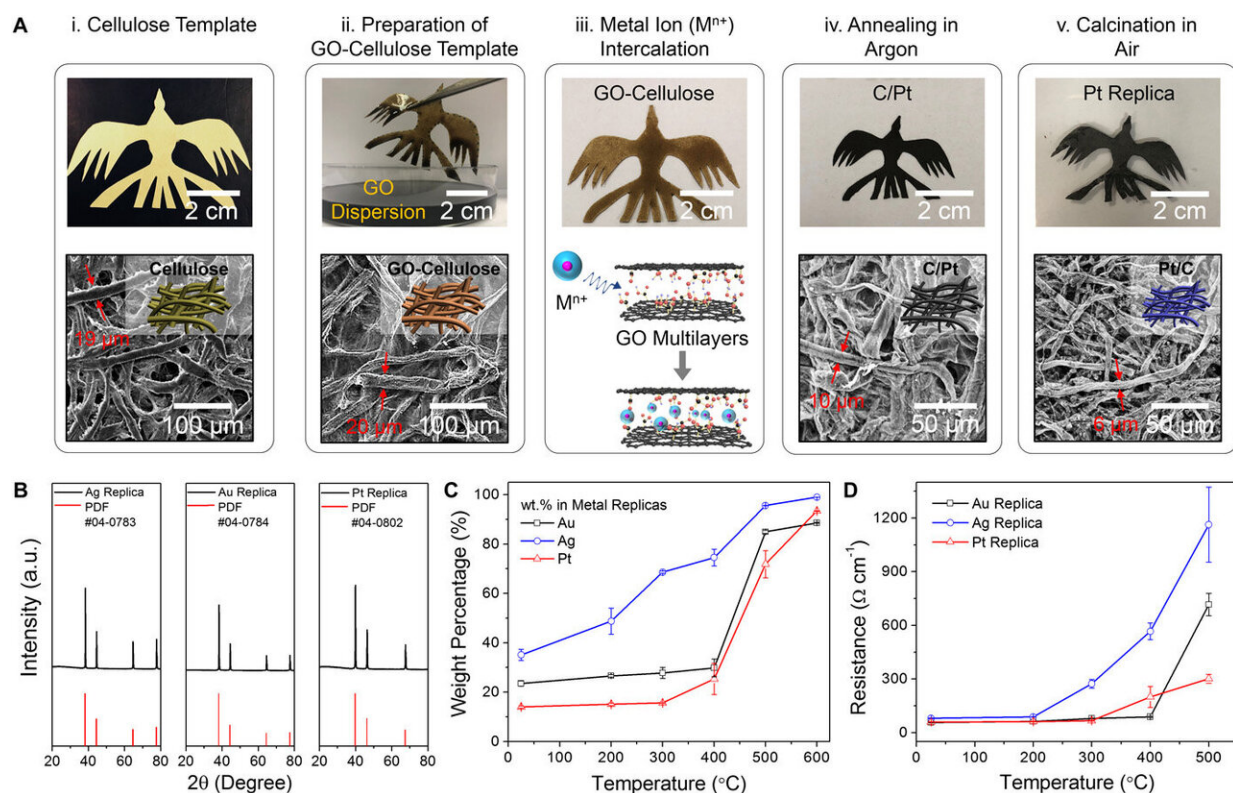 A
i. Cellulose Template
2 cm
Cellulose
19 μm
100 μm
ii. Preparation of
GO-Cellulose Template
GO
Dispersion
2 cm
GO-Cellulose
20 μm
100 μm
iii. Metal Ion (Mⁿ⁺)
Intercalation
GO-Cellulose
2 cm
Mⁿ⁺
GO Multilayers
iv. Annealing in
Argon
C/Pt
2 cm
C/Pt
10 μm
50 μm
v. Calcination in
Air
Pt Replica
2 cm
Pt/C
6 μm
50 μm
B
Intensity (a.u.)
Ag Replica
PDF
#04-0783
Au Replica
PDF
#04-0784
Pt Replica
PDF
#04-0802
20 40 60 80
20 40 60 80
20 40 60 80
2θ (Degree)
C
Weight Percentage (%)
wt.% in Metal Replicas
Au
Ag
Pt
100
80
60
40
20
0
0 100 200 300 400 500 600
Temperature (°C)
D
Resistance (Ω cm⁻¹)
Au Replica
Ag Replica
Pt Replica
1200
900
600
300
0
0 100 200 300 400 500
Temperature (°C)